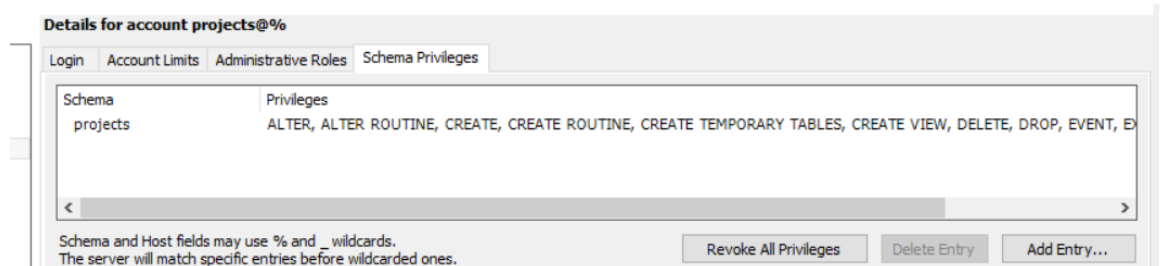 Details for account projects@%
Login Account Limits Administrative Roles Schema Privileges
Schema Privileges
projects ALTER, ALTER ROUTINE, CREATE, CREATE ROUTINE, CREATE TEMPORARY TABLES, CREATE VIEW, DELETE, DROP, EVENT, EX
Schema and Host fields may use % and _ wildcards.
The server will match specific entries before wildcarded ones.
Revoke All Privileges Delete Entry Add Entry...